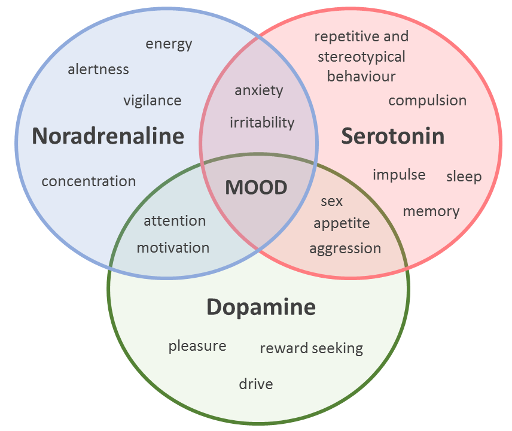 energy
repetitive and
stereotypical
behaviour
alertness
anxiety
vigilance
compulsion
irritability
Noradrenaline
Serotonin
concentration
MOOD
impulse
sleep
sex
memory
attention
appetite
motivation
aggression
Dopamine
pleasure
reward seeking
drive